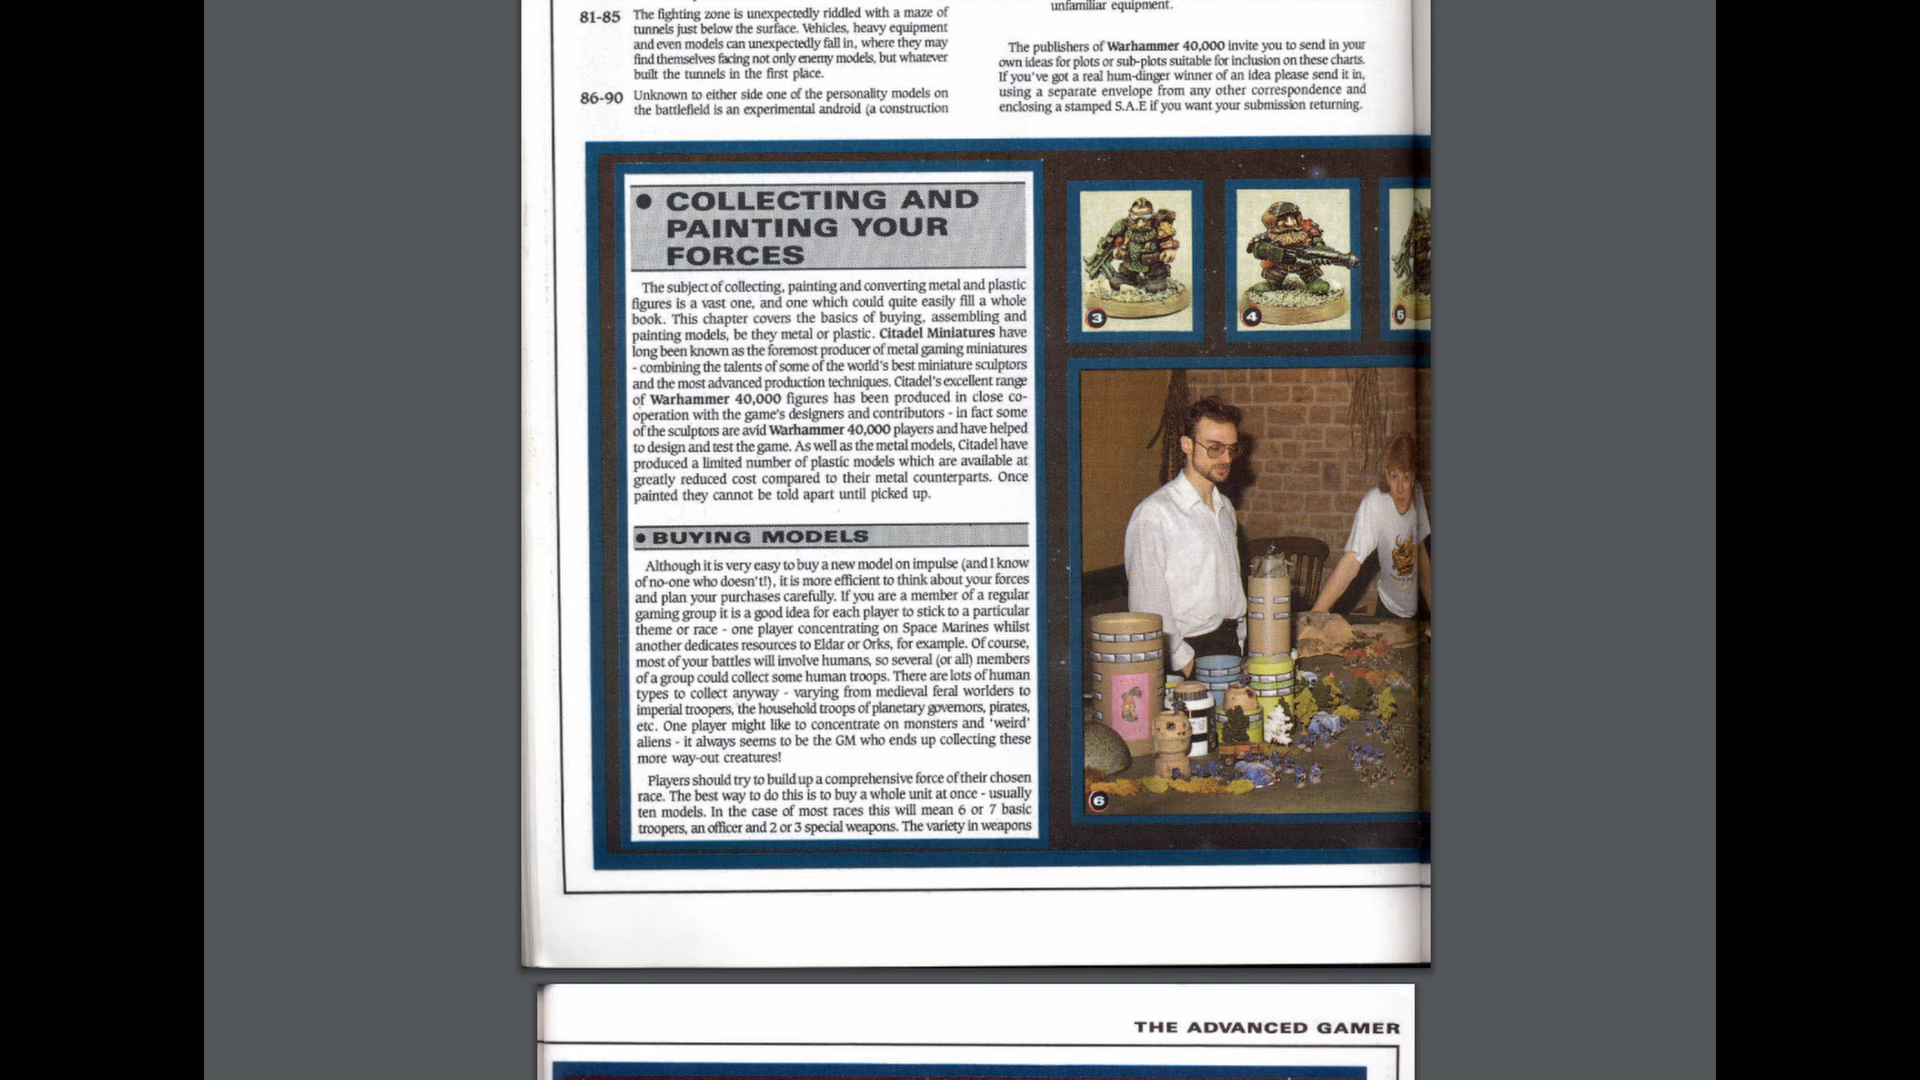 81-85 The fighting zone is unexpectedly riddled with a maze of
tunnels just below the surface. Vehicles, heavy equipment
and even models can unexpectedly fall in, where they may
find themselves facing not only enemy models, but whatever
built the tunnels in the first place.
86-90 Unknown to either side one of the personality models on
the battlefield is an experimental android (a construction
unfamiliar equipment.
The publishers of Warhammer 40,000 invite you to send in your
own ideas for plots or sub-plots suitable for inclusion on these charts.
If you've got a real hum-dinger winner of an idea please send it in,
using a separate envelope from any other correspondence and
enclosing a stamped S.A.E if you want your submission returning.
• COLLECTING AND
PAINTING YOUR
FORCES
The subject of collecting, painting and converting metal and plastic
figures is a vast one, and one which could quite easily fill a whole
book. This chapter covers the basics of buying, assembling and
painting models, be they metal or plastic. Citadel Miniatures have
long been known as the foremost producer of metal gaming miniatures
- combining the talents of some of the world's best miniature sculptors
and the most advanced production techniques. Citadel's excellent range
of Warhammer 40,000 figures has been produced in close co-
operation with the game's designers and contributors - in fact some
of the sculptors are avid Warhammer 40,000 players and have helped
to design and test the game. As well as the metal models, Citadel have
produced a limited number of plastic models which are available at
greatly reduced cost compared to their metal counterparts. Once
painted they cannot be told apart until picked up.
• BUYING MODELS
Although it is very easy to buy a new model on impulse (and I know
of no-one who doesn't!), it is more efficient to think about your forces
and plan your purchases carefully. If you are a member of a regular
gaming group it is a good idea for each player to stick to a particular
theme or race - one player concentrating on Space Marines whilst
another dedicates resources to Eldar or Orks, for example. Of course,
most of your battles will involve humans, so several (or all) members
of a group could collect some human troops. There are lots of human
types to collect anyway - varying from medieval feral worlders to
imperial troopers, the household troops of planetary governors, pirates,
etc. One player might like to concentrate on monsters and 'weird'
aliens - it always seems to be the GM who ends up collecting these
more way-out creatures!
Players should try to build up a comprehensive force of their chosen
race. The best way to do this is to buy a whole unit at once - usually
ten models. In the case of most races this will mean 6 or 7 basic
troopers, an officer and 2 or 3 special weapons. The variety in weapons
3
4
5
6
THE ADVANCED GAMER